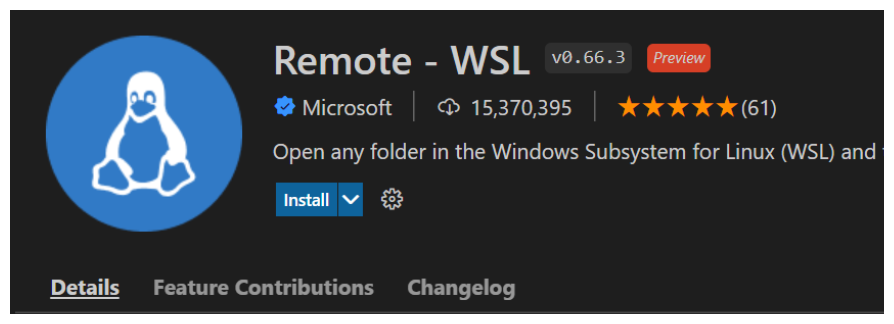 Remote - WSL v0.66.3 Preview
Microsoft 15,370,395 (61)
Open any folder in the Windows Subsystem for Linux (WSL) and
Install
Details Feature Contributions Changelog